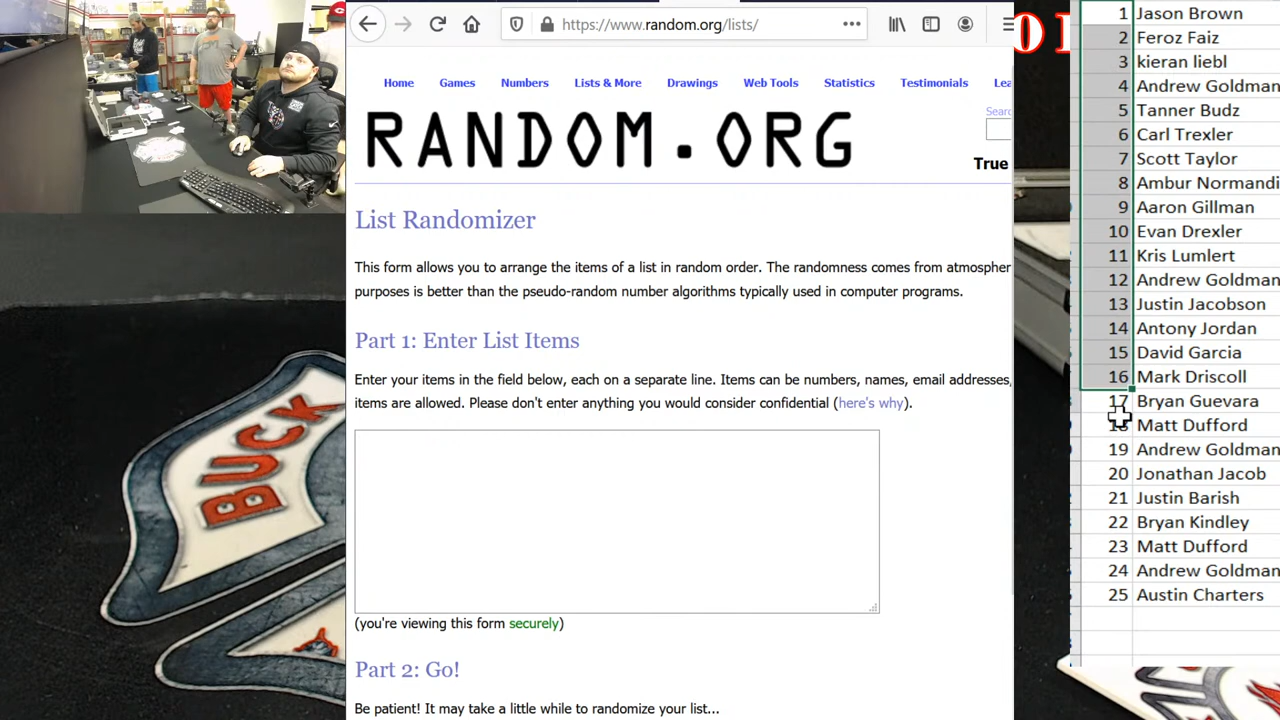 https://www.random.org/lists/
Home Games Numbers Lists & More Drawings Web Tools Statistics Testimonials Lea
Searc
RANDOM.ORG
True
List Randomizer
This form allows you to arrange the items of a list in random order. The randomness comes from atmospher
purposes is better than the pseudo-random number algorithms typically used in computer programs.
Part 1: Enter List Items
Enter your items in the field below, each on a separate line. Items can be numbers, names, email addresses,
items are allowed. Please don't enter anything you would consider confidential (here's why).
(you're viewing this form securely)
Part 2: Go!
Be patient! It may take a little while to randomize your list...
1 Jason Brown
2 Feroz Faiz
3 kieran liebl
4 Andrew Goldman
5 Tanner Budz
6 Carl Trexler
7 Scott Taylor
8 Ambur Normandi
9 Aaron Gillman
10 Evan Drexler
11 Kris Lumlert
12 Andrew Goldman
13 Justin Jacobson
14 Antony Jordan
15 David Garcia
16 Mark Driscoll
17 Bryan Guevara
18 Matt Dufford
19 Andrew Goldman
20 Jonathan Jacob
21 Justin Barish
22 Bryan Kindley
23 Matt Dufford
24 Andrew Goldman
25 Austin Charters
BUCK